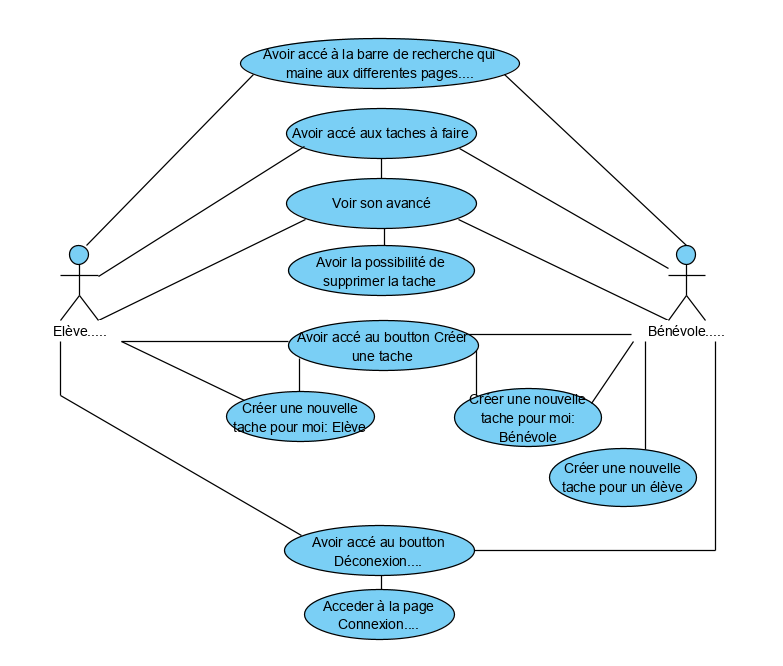 Avoir accé à la barre de recherche qui
maine aux differentes pages....
Avoir accé aux taches à faire
Voir son avancé
Avoir la possibilité de
supprimer la tache
Elève.....
Bénévole.....
Avoir accé au bouton Créer
une tache
Créer une nouvelle
tache pour moi: Elève
Créer une nouvelle
tache pour moi:
Bénévole
Créer une nouvelle
tache pour un élève
Avoir accé au boutton
Déconexion....
Acceder à la page
Connexion....